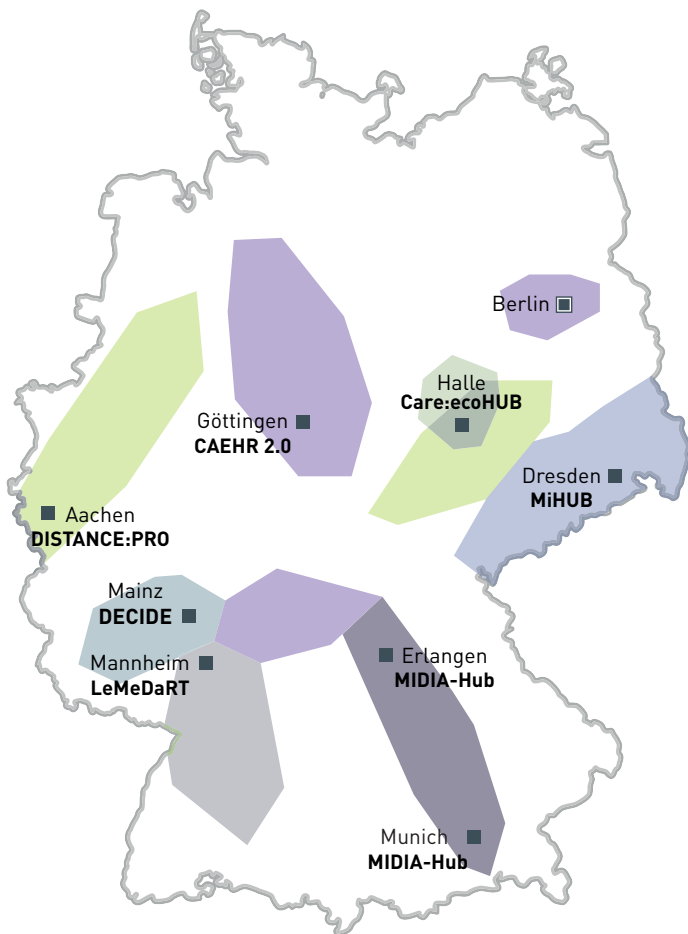 Berlin
Halle
Care:ecoHUB
Göttingen
CAEHR 2.0
Dresden
MiHUB
Aachen
DISTANCE:PRO
Mainz
DECIDE
Mannheim
LeMeDaRT
Erlangen
MIDIA-Hub
Munich
MIDIA-Hub